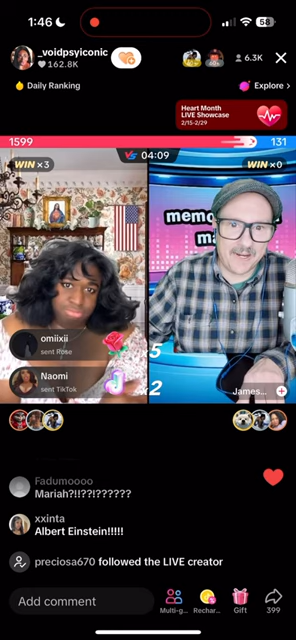 1:46
58
_voidpsyiconic
162.8K
6.3K
Daily Ranking
Explore >
Heart Month
LIVE Showcase
2/15-2/29
1599
131
WIN ×3
VS 04:09
WIN ×0
omiixii
sent Rose
Naomi
sent TikTok
5
2
James...
Fadumoooo
Mariah?!!??!??????
xxinta
Albert Einstein!!!!!
preciosa670 followed the LIVE creator
Add comment
Multi-g...
Rechar...
Gift
399